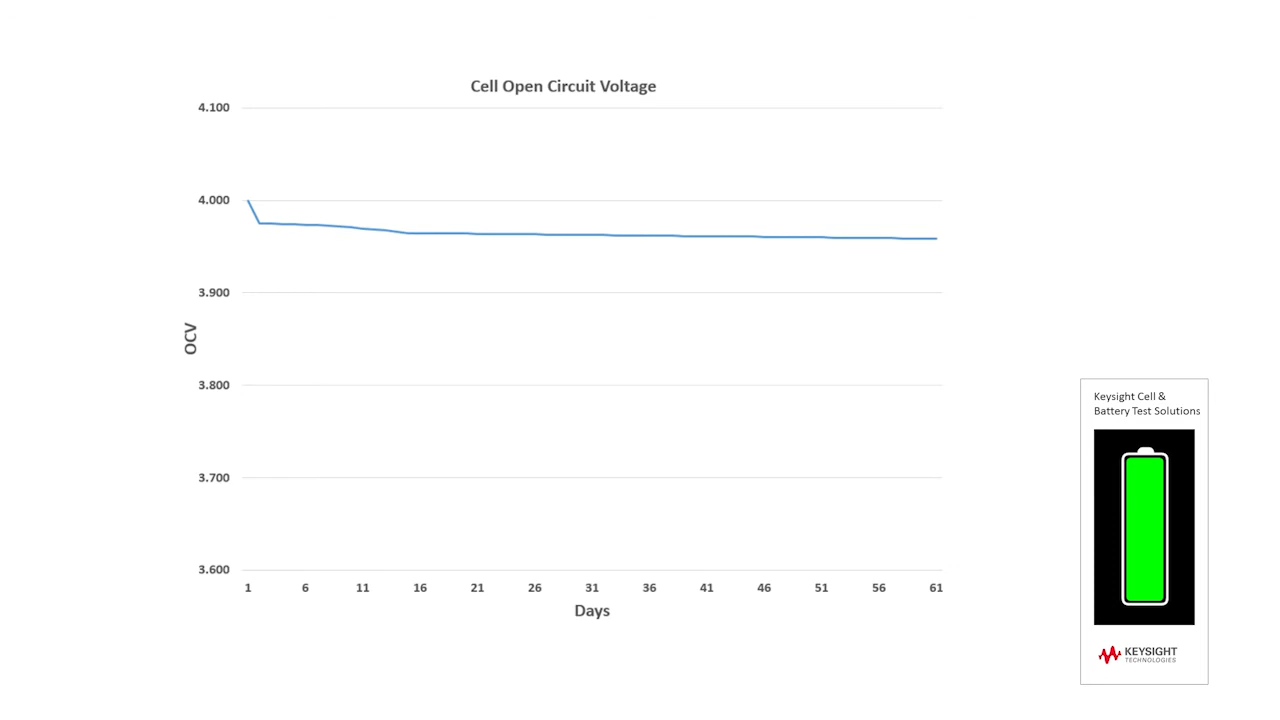 Cell Open Circuit Voltage
4.100
4.000
3.900
3.800
3.700
3.600
OCV
1 6 11 16 21 26 31 36 41 46 51 56 61
Days
Keysight Cell &
Battery Test Solutions
KEYSIGHT
TECHNOLOGIES